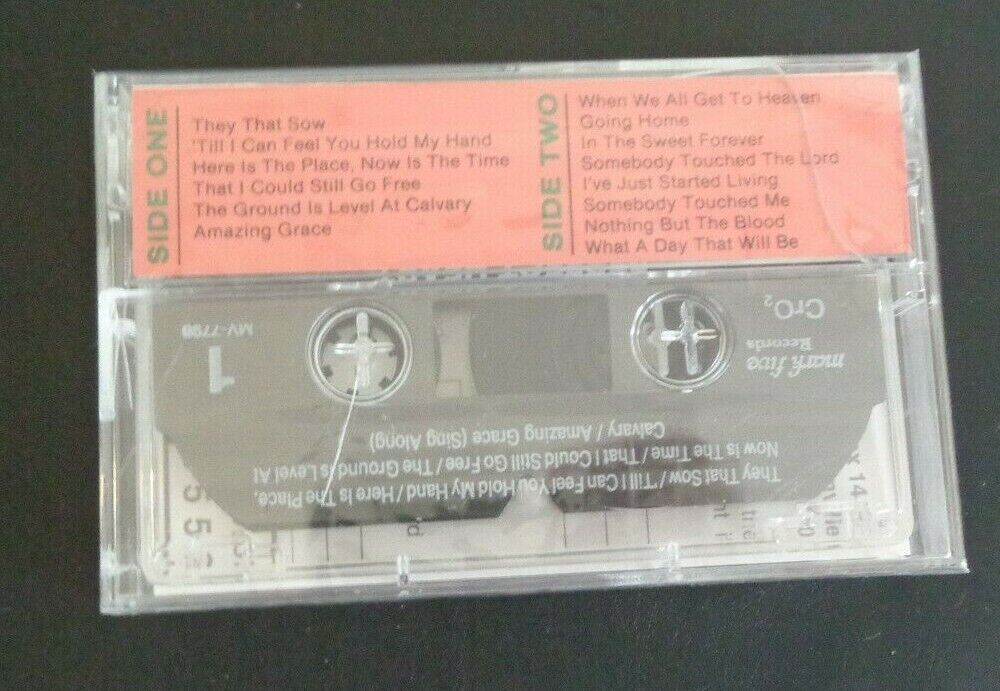 SIDE ONE
They That Sow
'Till I Can Feel You Hold My Hand
Here Is The Place, Now Is The Time
That I Could Still Go Free
The Ground Is Level At Calvary
Amazing Grace
SIDE TWO
When We All Get To Heaven
Going Home
In The Sweet Forever
Somebody Touched The Lord
I've Just Started Living
Somebody Touched Me
Nothing But The Blood
What A Day That Will Be
mark five
Records
CrO2
1
MV-7798
They That Sow / 'Till I Can Feel You Hold My Hand / Here Is The Place,
Now Is The Time / That I Could Still Go Free / The Ground Is Level At
Calvary / Amazing Grace (Sing Along)